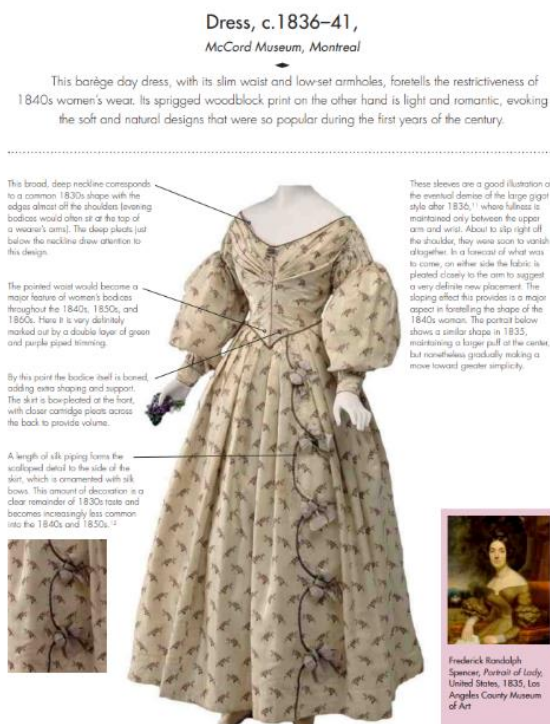 Dress, c.1836–41,
McCord Museum, Montreal
This barège day dress, with its slim waist and low-set armholes, foretells the restrictiveness of
1840s women's wear. Its sprigged woodblock print on the other hand is light and romantic, evoking
the soft and natural designs that were so popular during the first years of the century.
This broad, deep neckline corresponds
to a common 1830s shape with the
edges almost off the shoulders (evening
bodices would often sit at the top of
a wearer's arms). The deep pleats just
below the neckline draw attention to
this design.
The pointed waist would become a
major feature of women's bodices
throughout the 1840s, 1850s, and
1860s. Here it is very definitely
marked out by a double layer of green
and purple piped trimming.
By this point the bodice itself is boned,
adding extra shaping and support.
The skirt is box-pleated at the front,
with closer cartridge pleats across
the back to provide volume.
A length of silk piping forms the
scalloped detail to the side of the
skirt, which is ornamented with silk
bows. This amount of decoration is a
clear remainder of 1830s taste and
becomes increasingly less common
into the 1840s and 1850s.¹²
These sleeves are a good illustration o
the eventual demise of the large gigot
style after 1836,¹¹ where fullness is
maintained only between the upper
arm and wrist. About to slip right off
the shoulder, they were soon to vanish
altogether. In a forecast of what was
to come, on either side the fabric is
pleated closely to the arm to suggest
a very definite new placement. The
sloping effect this provides is a major
aspect in foretelling the shape of the
1840s woman. The portrait below
shows a similar shape in 1835,
maintaining a larger puff at the center,
but nonetheless gradually making a
move toward greater simplicity.
Frederick Randolph
Spencer, Portrait of Lady,
United States, 1835, Los
Angeles County Museum
of Art